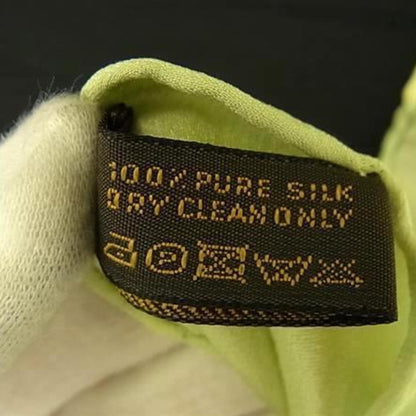 100% PURE SILK
DRY CLEAN ONLY
P